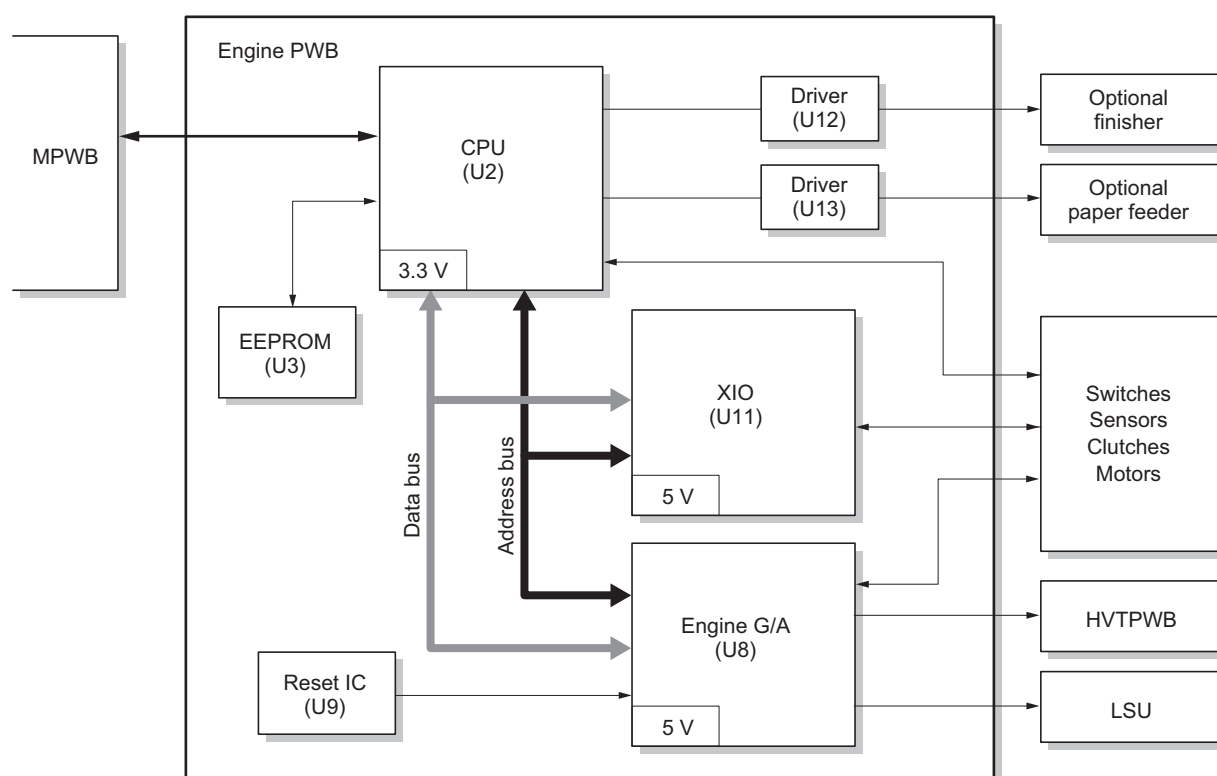 Engine PWB
MPWB
CPU
(U2)
3.3 V
Driver
(U12)
Optional
finisher
Driver
(U13)
Optional
paper feeder
EEPROM
(U3)
XIO
(U11)
5 V
Switches
Sensors
Clutches
Motors
Data bus
Address bus
Engine G/A
(U8)
5 V
HVTPWB
Reset IC
(U9)
LSU